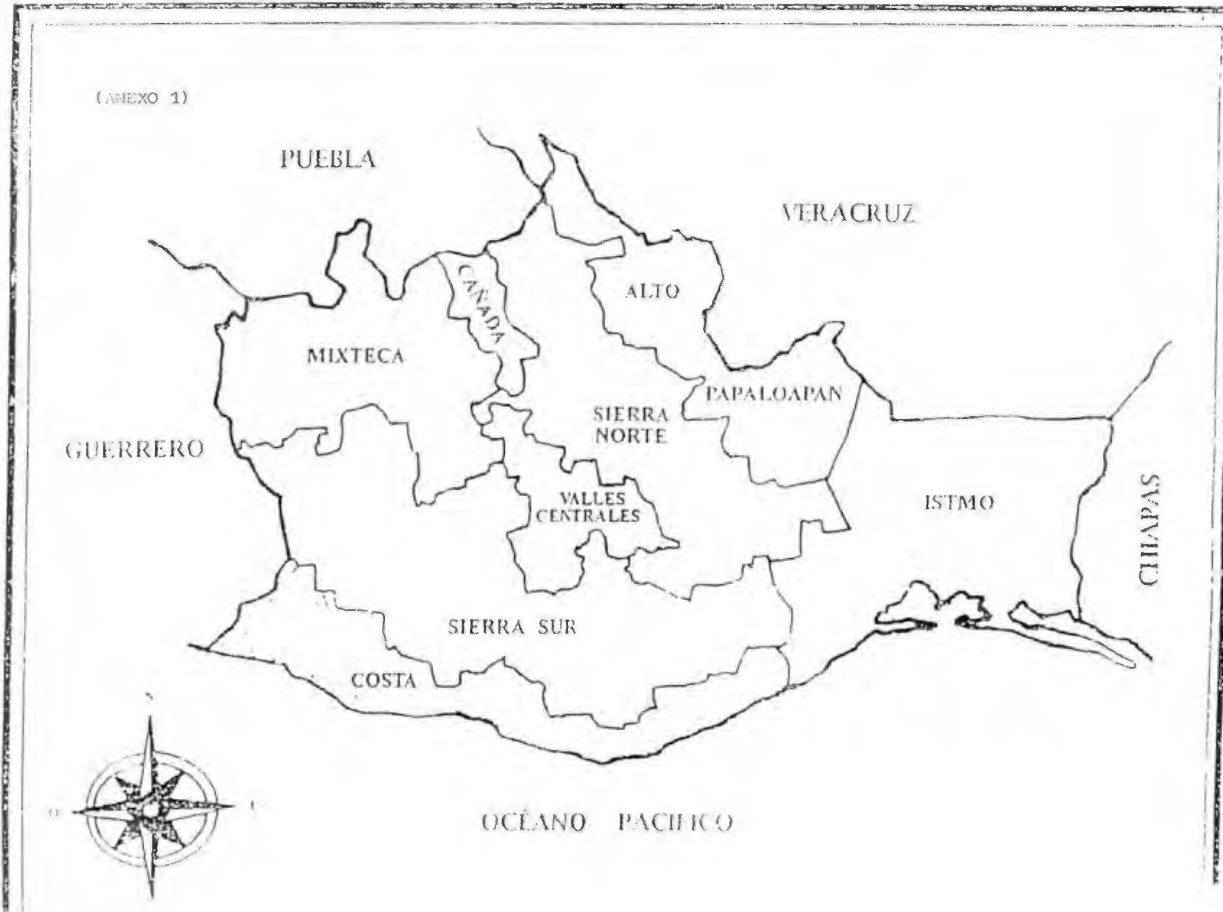 (ANEXO 1)
PUEBLA
VERACRUZ
CAÑADA
ALTO
MIXTECA
PAPALOAPAN
SIERRA
NORTE
GUERRERO
VALLES
CENTRALES
ISTMO
CHIAPAS
SIERRA SUR
COSTA
N
O
OCÉANO PACIFICO